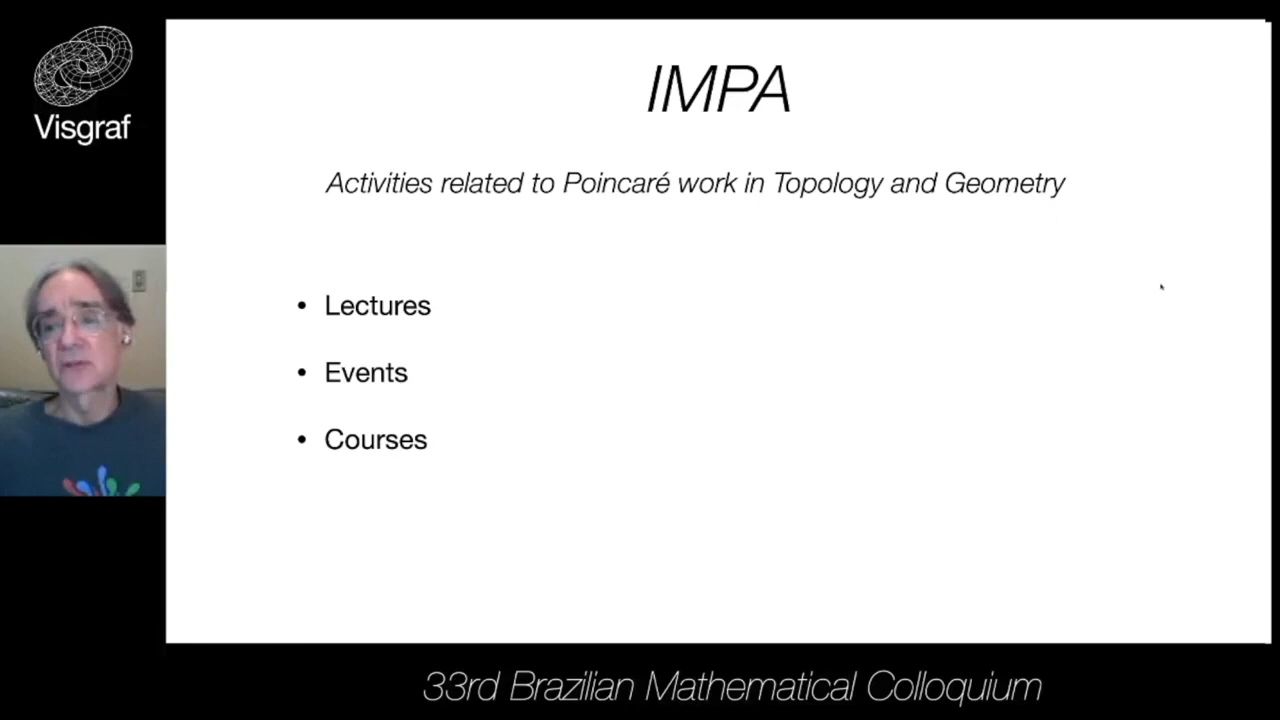 Visgraf
IMPA
Activities related to Poincaré work in Topology and Geometry
• Lectures
• Events
• Courses
33rd Brazilian Mathematical Colloquium